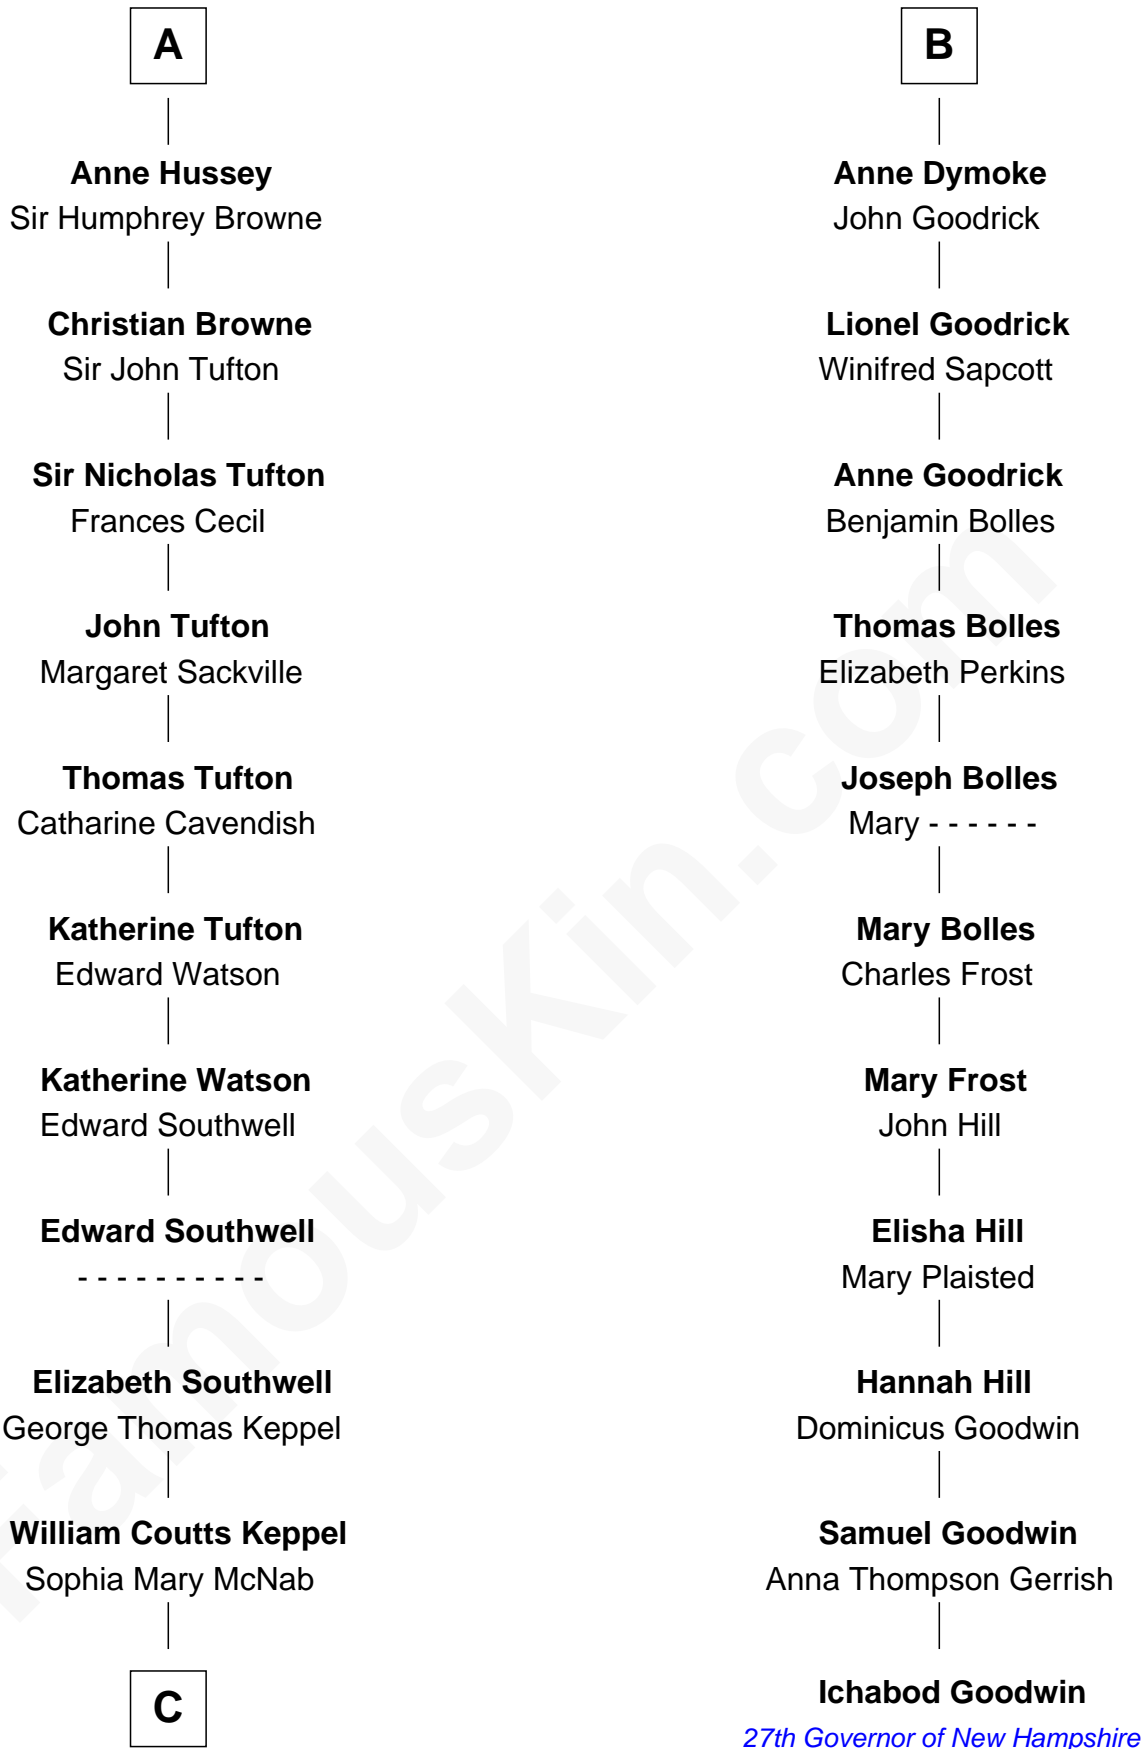 A
Anne Hussey
Sir Humphrey Browne
Christian Browne
Sir John Tufton
Sir Nicholas Tufton
Frances Cecil
John Tufton
Margaret Sackville
Thomas Tufton
Catharine Cavendish
Katherine Tufton
Edward Watson
Katherine Watson
Edward Southwell
Edward Southwell
- - - - - - - - - -
Elizabeth Southwell
George Thomas Keppel
William Coutts Keppel
Sophia Mary McNab
C
B
Anne Dymoke
John Goodrick
Lionel Goodrick
Winifred Sapcott
Anne Goodrick
Benjamin Bolles
Thomas Bolles
Elizabeth Perkins
Joseph Bolles
Mary - - - - - -
Mary Bolles
Charles Frost
Mary Frost
John Hill
Elisha Hill
Mary Plaisted
Hannah Hill
Dominicus Goodwin
Samuel Goodwin
Anna Thompson Gerrish
Ichabod Goodwin
27th Governor of New Hampshire
FamousKin.com